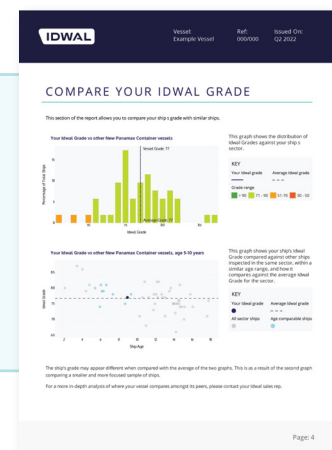 IDWAL
Vessel:
Example Vessel
Ref:
000/000
Issued On:
Q2 2022
COMPARE YOUR IDWAL GRADE
This section of the report allows you to compare your ship s grade with similar ships.
Your Idwal Grade vs other New Panamax Container vessels
Vessel Grade: 77
Average Grade: 77
Percentage of Total Ships
Idwal Grade
This graph shows the distribution of
Idwal Grades against your ship's
sector.
KEY
Your Idwal grade
Average Idwal grade
Grade range
Your Idwal Grade vs other New Panamax Container vessels, age 5-10 years
Idwal Grade
Ship Age
This graph shows your ship's Idwal
Grade compared against other ships
inspected in the same sector, within a
similar age range, and how it
compares against the average Idwal
Grade for the sector.
KEY
Your Idwal grade
Average Idwal grade
All sector ships
Age comparable ships
The ship's grade may appear different when compared with the average of the two graphs. This is as a result of the second graph
comparing a smaller and more focused sample of ships.
For a more in-depth analysis of where your vessel compares amongst its peers, please contact your Idwal sales rep.
Page: 4